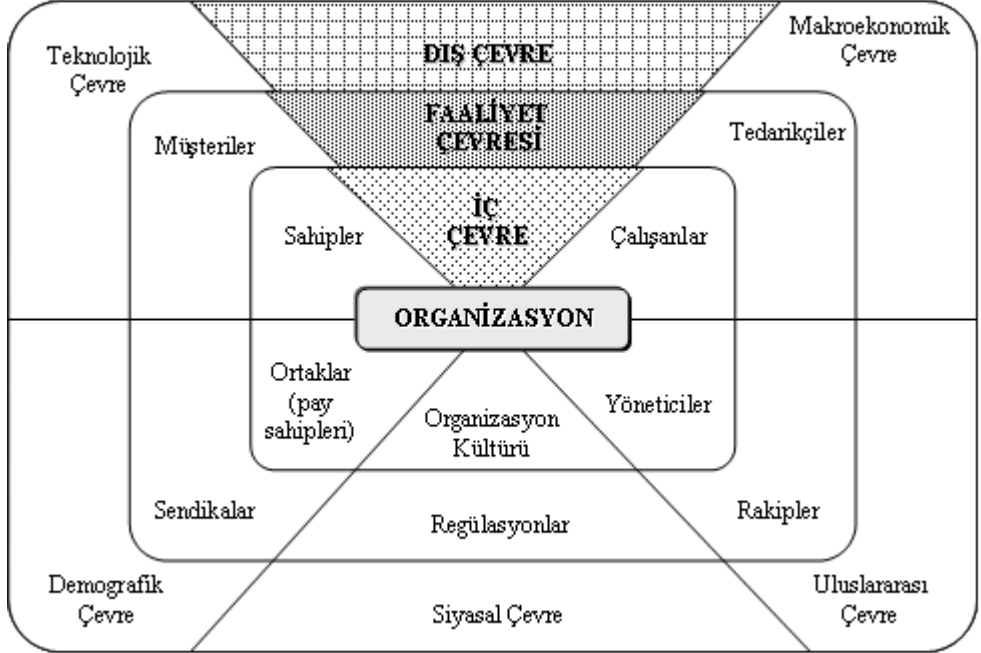 Teknolojik
Çevre
DIŞ ÇEVRE
Makroekonomik
Çevre
Müşteriler
FAALİYET
ÇEVRESİ
Tedarikçiler
Sahipler
İÇ
ÇEVRE
Çalışanlar
ORGANİZASYON
Ortaklar
(pay
sahipleri)
Organizasyon
Kültürü
Yöneticiler
Sendikalar
Regülasyonlar
Rakipler
Demografik
Çevre
Siyasal Çevre
Uluslararası
Çevre